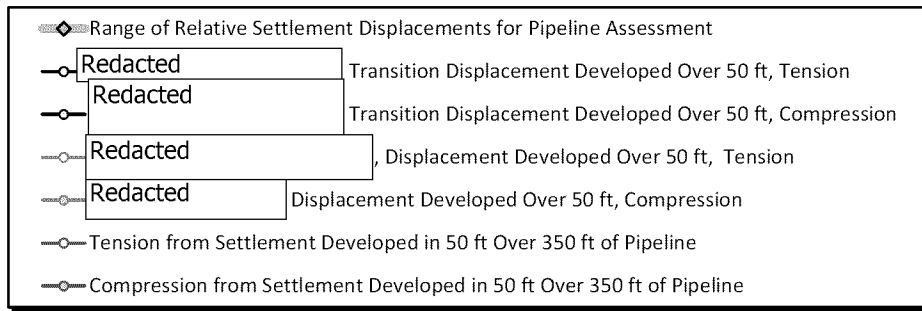 Range of Relative Settlement Displacements for Pipeline Assessment
Redacted Transition Displacement Developed Over 50 ft, Tension
Redacted Transition Displacement Developed Over 50 ft, Compression
Redacted , Displacement Developed Over 50 ft, Tension
Redacted Displacement Developed Over 50 ft, Compression
Tension from Settlement Developed in 50 ft Over 350 ft of Pipeline
Compression from Settlement Developed in 50 ft Over 350 ft of Pipeline